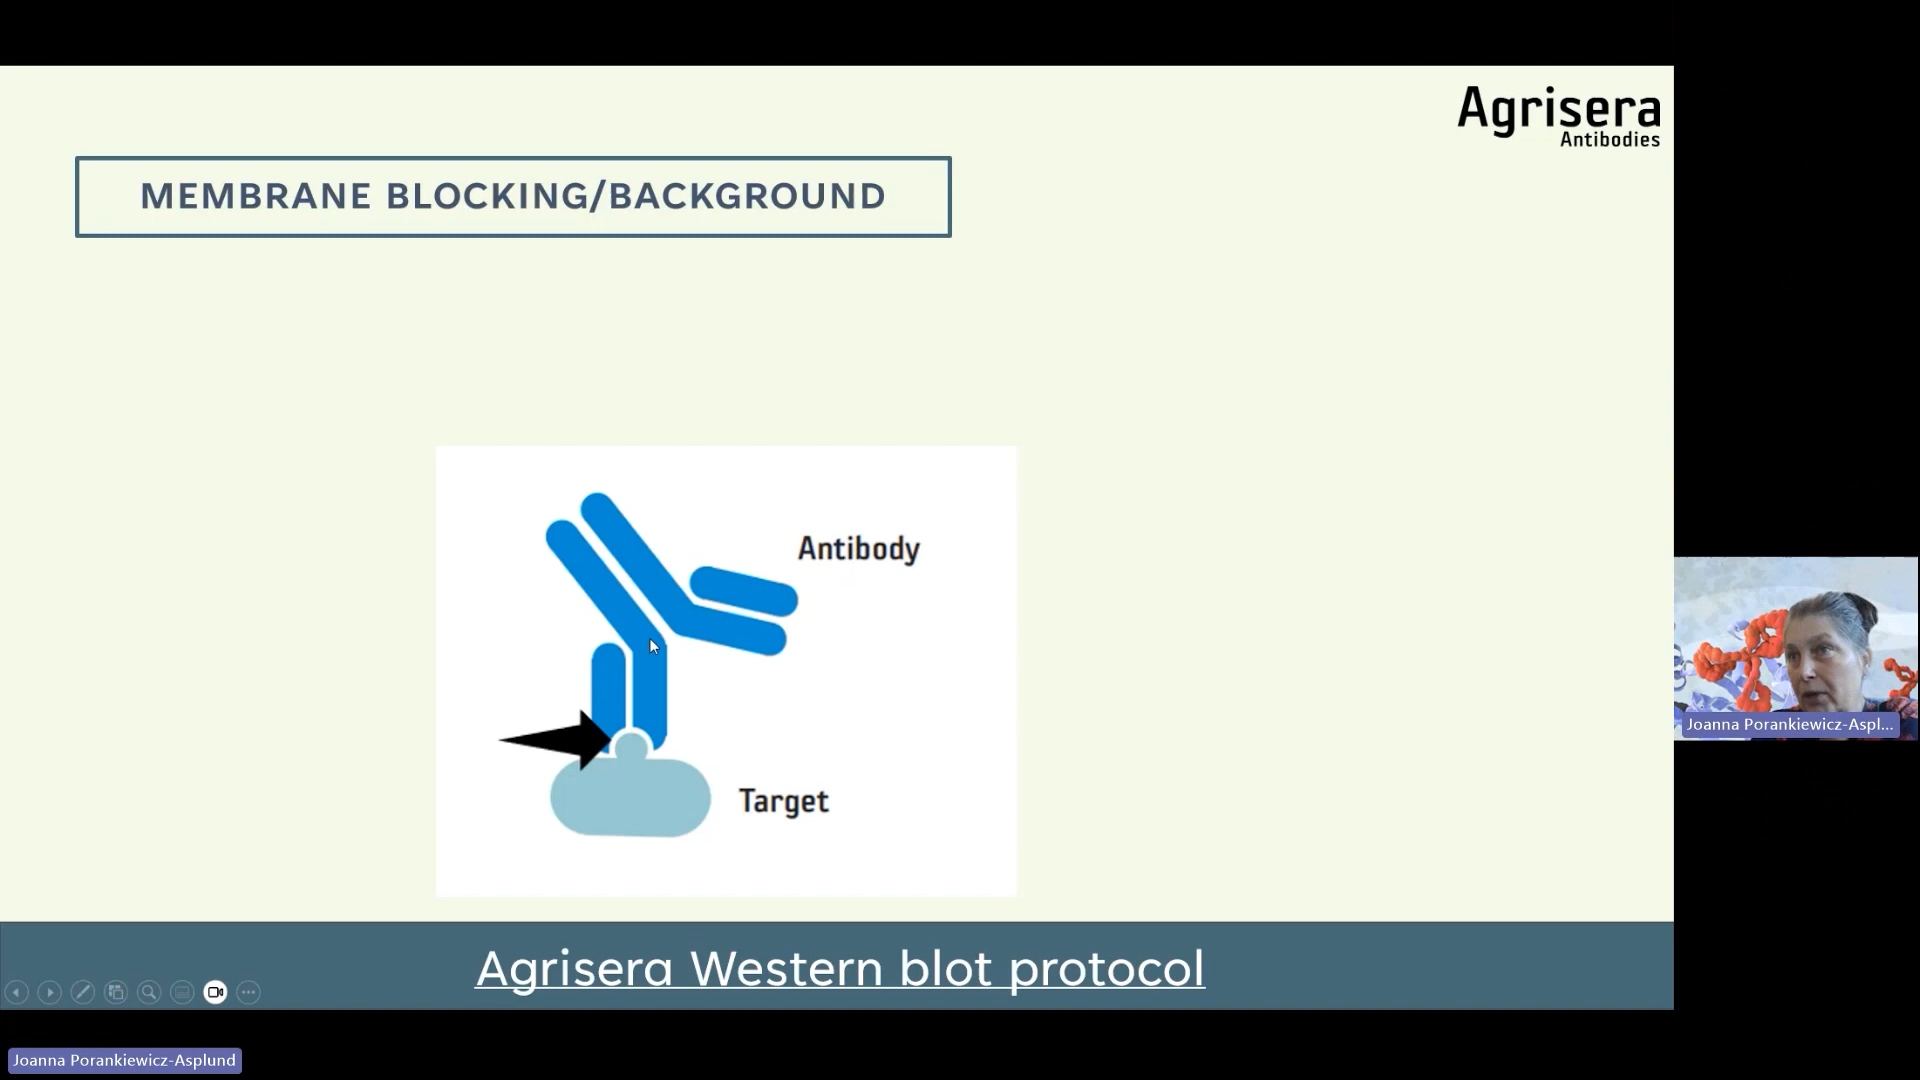 Agrisera
Antibodies
MEMBRANE BLOCKING/BACKGROUND
Antibody
Target
Joanna Porankiewicz-Aspl...
Agrisera Western blot protocol
Joanna Porankiewicz-Asplund